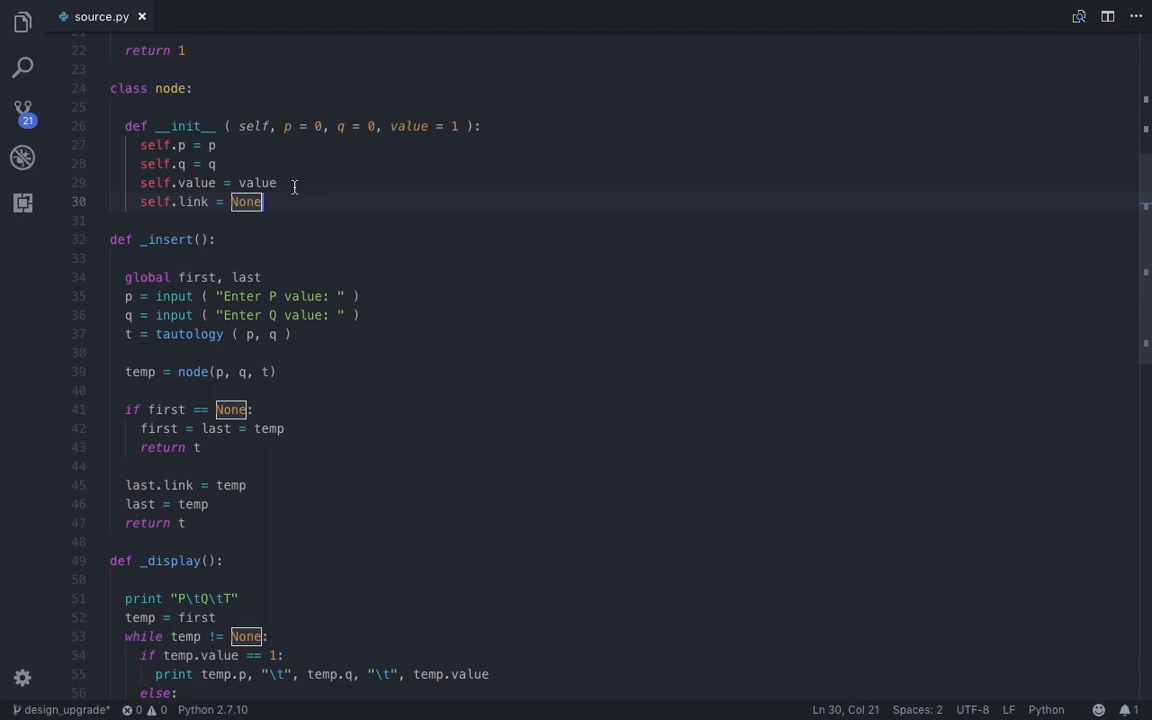 source.py
22 return 1
23
24 class node:
25
26 def __init__ ( self, p = 0, q = 0, value = 1 ):
27 self.p = p
28 self.q = q
29 self.value = value
30 self.link = None
31
32 def _insert():
33
34 global first, last
35 p = input ( "Enter P value: " )
36 q = input ( "Enter Q value: " )
37 t = tautology ( p, q )
38
39 temp = node(p, q, t)
40
41 if first == None:
42 first = last = temp
43 return t
44
45 last.link = temp
46 last = temp
47 return t
48
49 def _display():
50
51 print "P\tQ\tT"
52 temp = first
53 while temp != None:
54 if temp.value == 1:
55 print temp.p, "\t", temp.q, "\t", temp.value
56 else:
21
design_upgrade* 0 0 Python 2.7.10 Ln 30, Col 21 Spaces: 2 UTF-8 LF Python 1